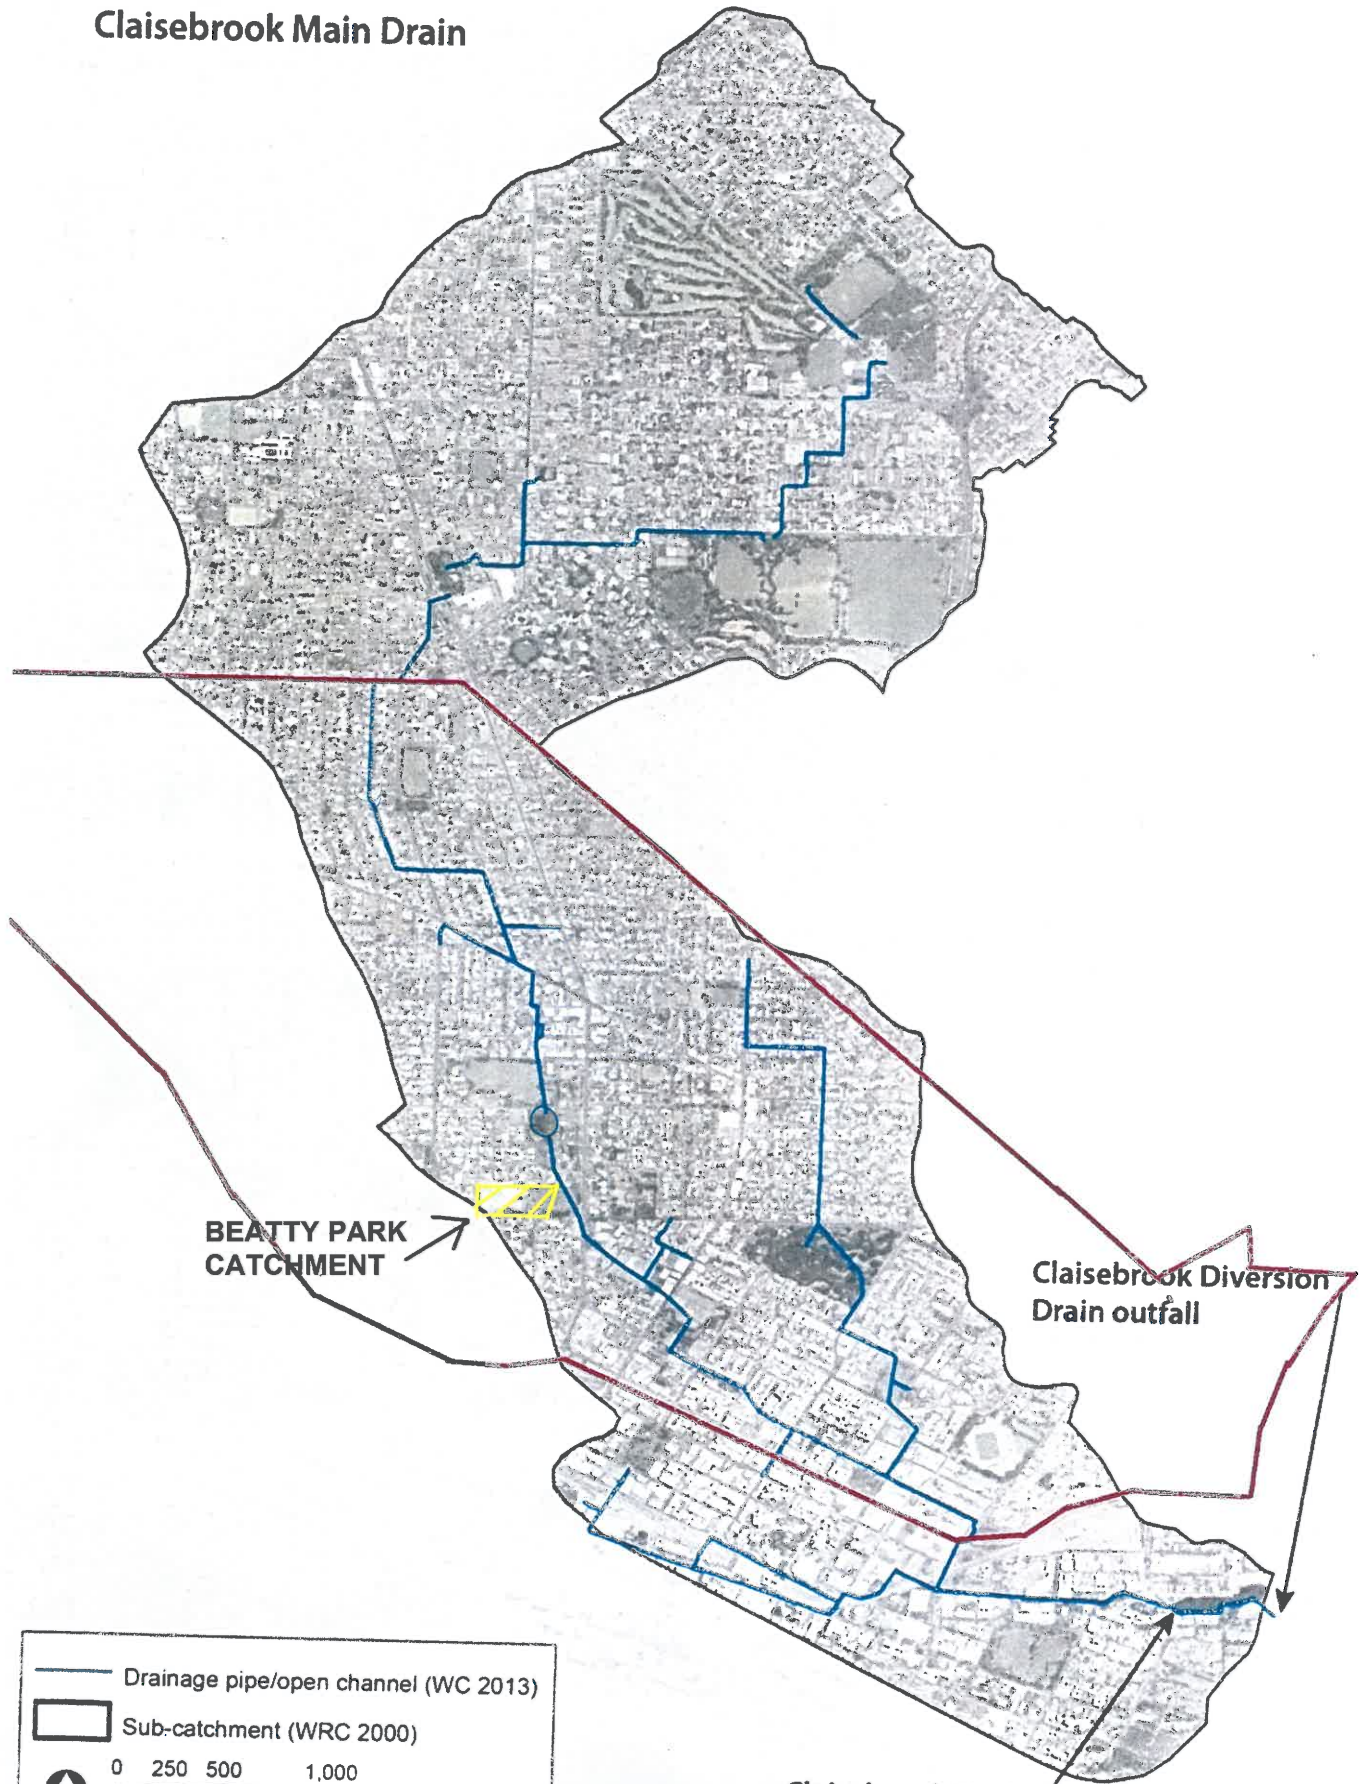 Claisebrook Main Drain
BEATTY PARK
CATCHMENT
Claisebrook Diversion
Drain outfall
Drainage pipe/open channel (WC 2013)
Sub-catchment (WRC 2000)
0 250 500 1,000